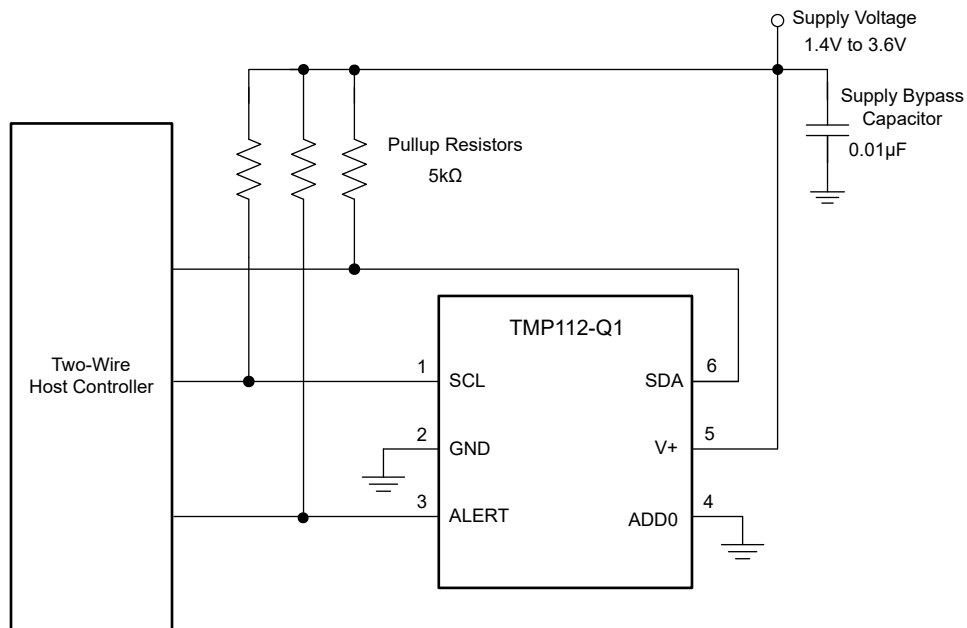 Supply Voltage
1.4V to 3.6V
Supply Bypass
Capacitor
0.01µF
Pullup Resistors
5kΩ
Two-Wire
Host Controller
TMP112-Q1
1
SCL
SDA
6
2
GND
V+
5
3
ALERT
ADD0
4